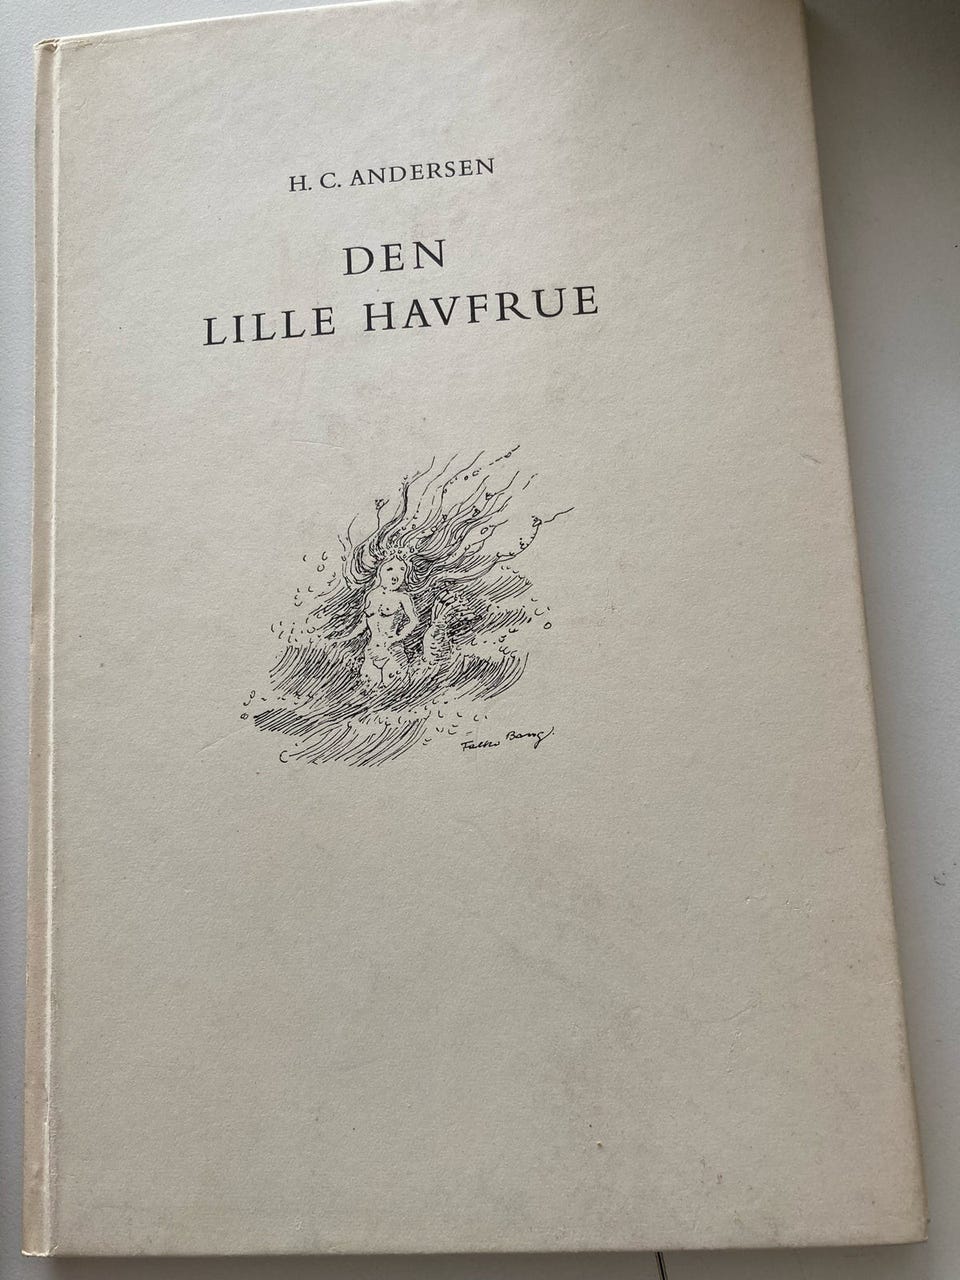 H. C. ANDERSEN
DEN
LILLE HAVFRUE
Falke Bang